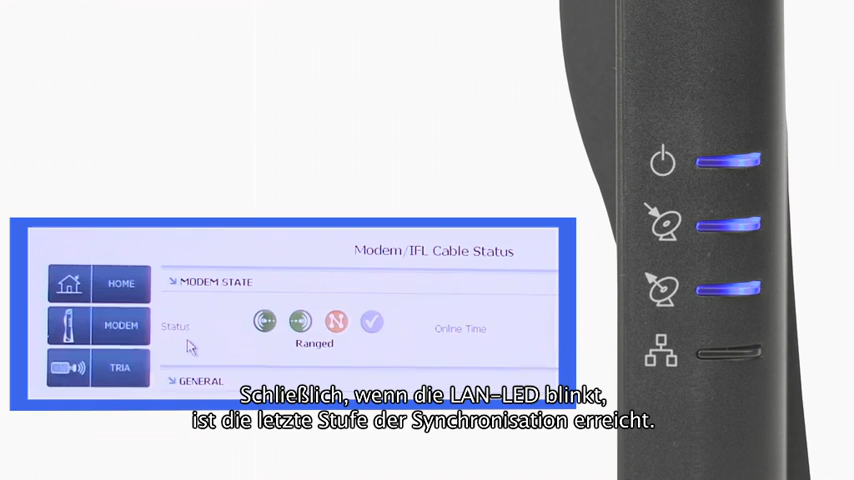 Modem/IFL Cable Status
HOME
MODEM STATE
MODEM
Status
Online Time
N
Ranged
TRIA
GENERAL
Schließlich, wenn die LAN-LED blinkt,
ist die letzte Stufe der Synchronisation erreicht.